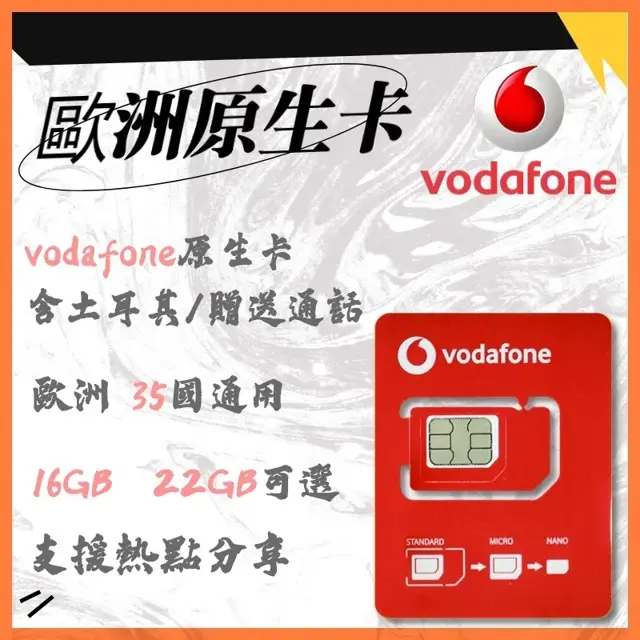 歐洲原生卡
vodafone
vodafone原生卡
含土耳其/贈送通話
歐洲 35國通用
16GB 22GB可選
支援熱點分享
vodafone
STANDARD MICRO NANO